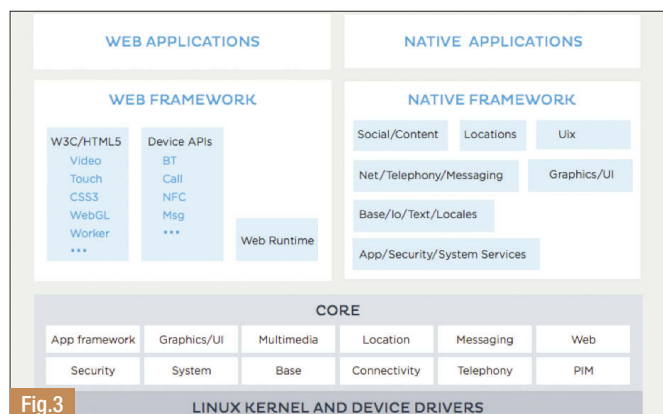 WEB APPLICATIONS
NATIVE APPLICATIONS
WEB FRAMEWORK
W3C/HTML5
Video
Touch
CSS3
WebGL
Worker
•••
Device APIs
BT
Call
NFC
Msg
•••
Web Runtime
NATIVE FRAMEWORK
Social/Content
Locations
Uix
Net/Telephony/Messaging
Graphics/UI
Base/Io/Text/Locales
App/Security/System Services
CORE
App framework
Graphics/UI
Multimedia
Location
Messaging
Web
Security
System
Base
Connectivity
Telephony
PIM
Fig.3
LINUX KERNEL AND DEVICE DRIVERS